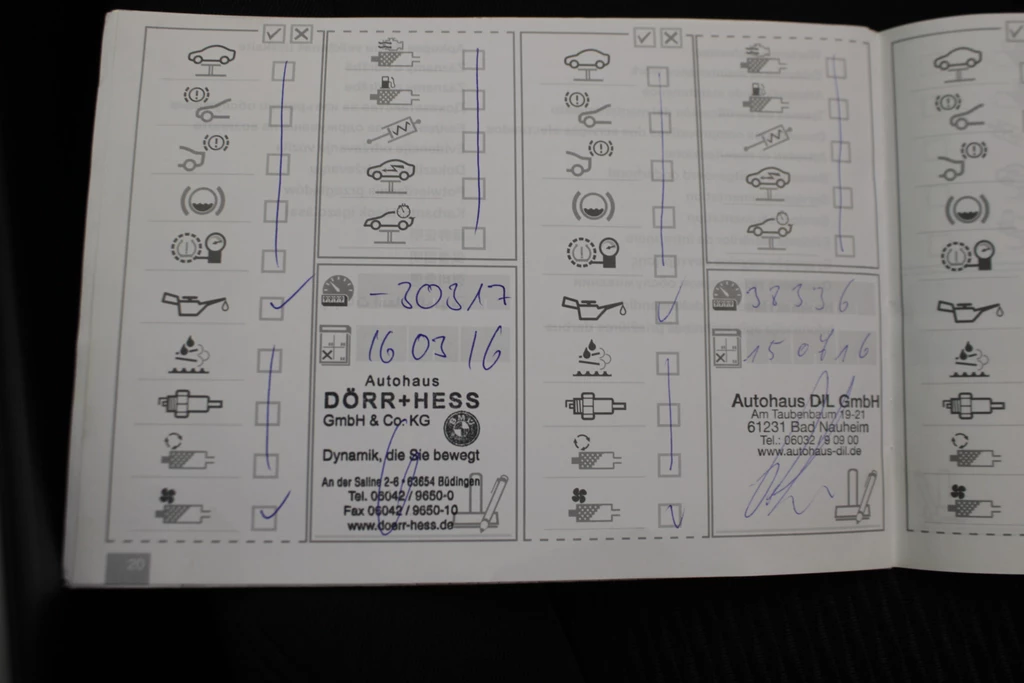 -30317
16 03 16
Autohaus
DÖRR+HESS
GmbH & Co. KG
BMW
Dynamik, die Sie bewegt
An der Saline 2-6 · 63654 Büdingen
Tel. 06042 / 9650-0
Fax 06042 / 9650-10
www.doerr-hess.de
38336
15 07 16
Autohaus DIL GmbH
Am Taubenbaum 19-21
61231 Bad Nauheim
Tel.: 06032 / 9 09 00
www.autohaus-dil.de
20